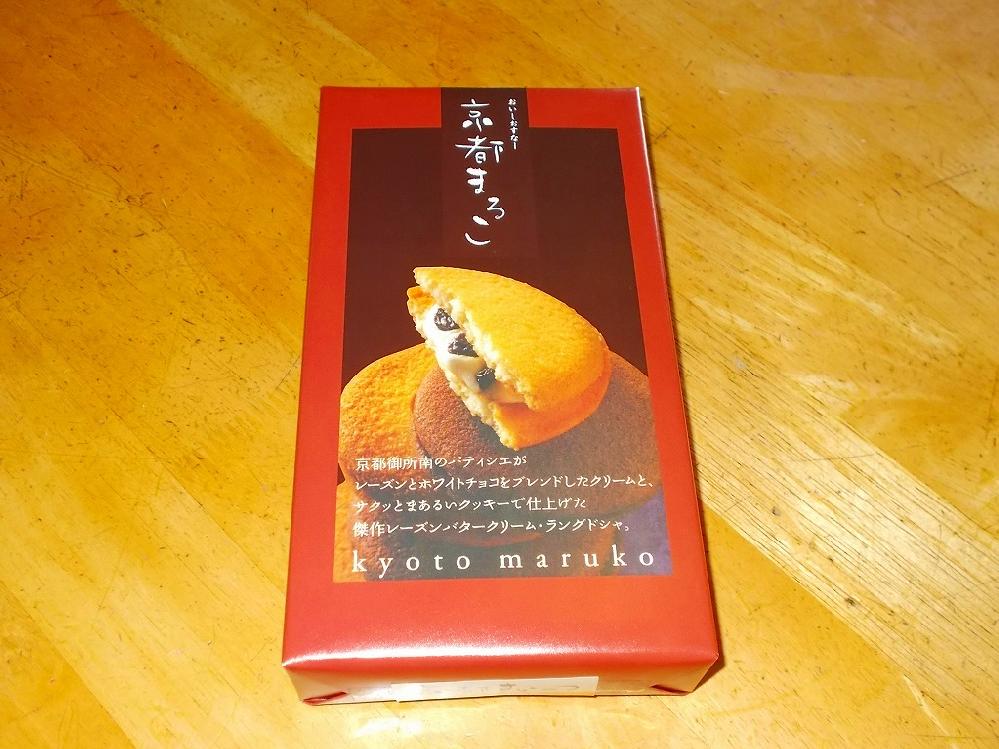 おいしおすなー
京都まるこ
京都御所南のパティシエが
レーズンとホワイトチョコをブレンドしたクリームと、
サクッとまあるいクッキーで仕上げた
傑作レーズンバタークリーム・ラングドシャ。
kyoto maruko